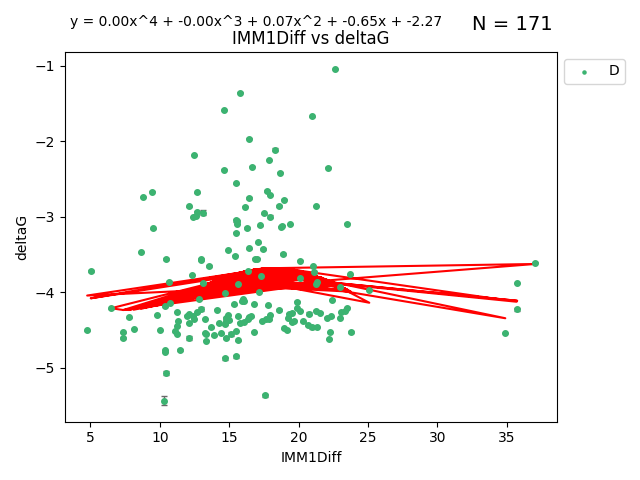 y = 0.00x^4 + -0.00x^3 + 0.07x^2 + -0.65x + -2.27
N = 171
IMM1Diff vs deltaG
D
−1
−2
−3
−4
−5
deltaG
5 10 15 20 25 30 35
IMM1Diff